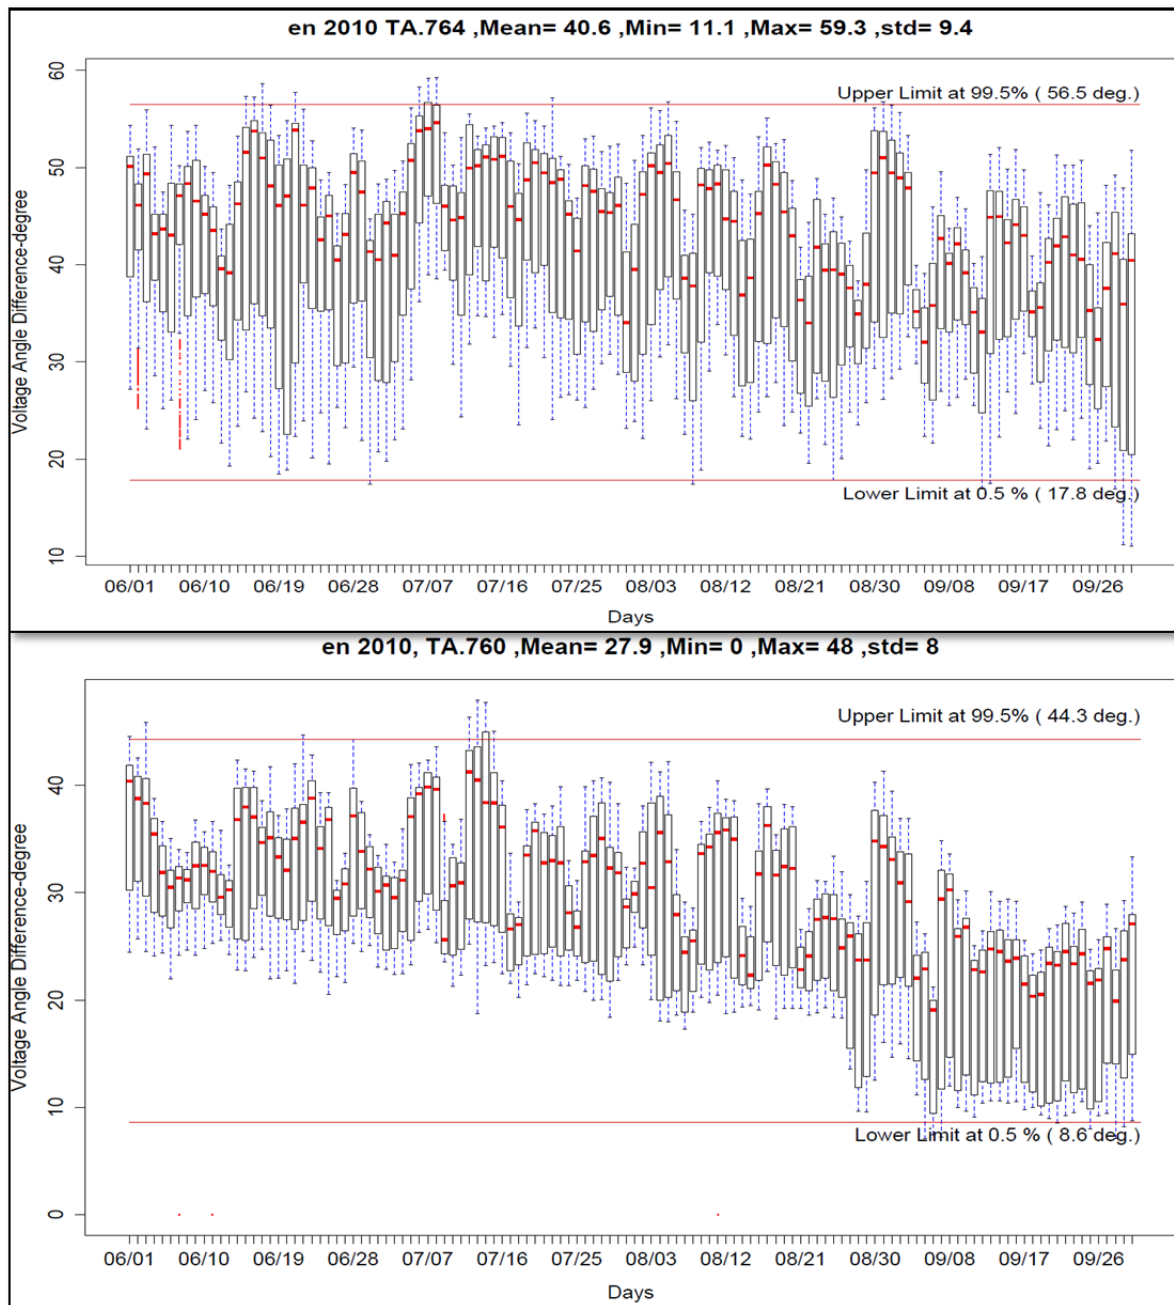 en 2010 TA.764 ,Mean= 40.6 ,Min= 11.1 ,Max= 59.3 ,std= 9.4
60
Upper Limit at 99.5% ( 56.5 deg.)
50
40
Voltage Angle Difference-degree
30
20
Lower Limit at 0.5 % ( 17.8 deg.)
10
06/01 06/10 06/19 06/28 07/07 07/16 07/25 08/03 08/12 08/21 08/30 09/08 09/17 09/26
Days
en 2010, TA.760 ,Mean= 27.9 ,Min= 0 ,Max= 48 ,std= 8
Upper Limit at 99.5% ( 44.3 deg.)
40
30
Voltage Angle Difference-degree
20
10
Lower Limit at 0.5 % ( 8.6 deg.)
0
06/01 06/10 06/19 06/28 07/07 07/16 07/25 08/03 08/12 08/21 08/30 09/08 09/17 09/26
Days